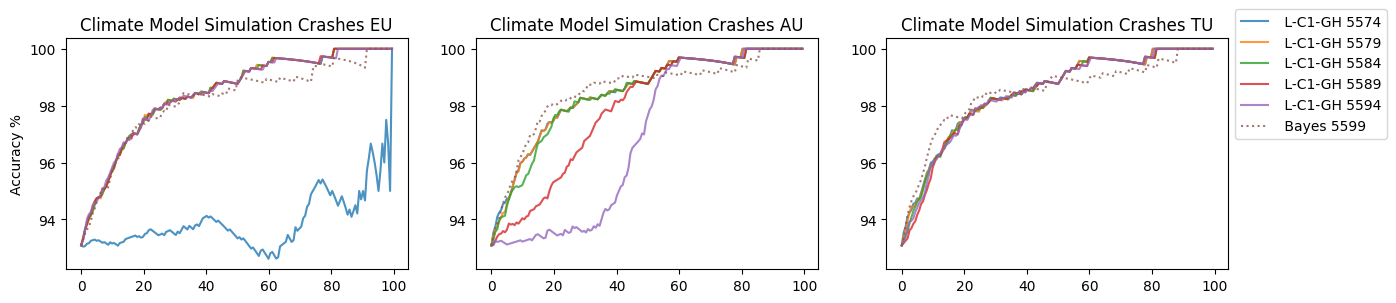 Climate Model Simulation Crashes EU
Climate Model Simulation Crashes AU
Climate Model Simulation Crashes TU
Accuracy %
100
98
96
94
0 20 40 60 80 100
100
98
96
94
0 20 40 60 80 100
100
98
96
94
0 20 40 60 80 100
L-C1-GH 5574
L-C1-GH 5579
L-C1-GH 5584
L-C1-GH 5589
L-C1-GH 5594
Bayes 5599